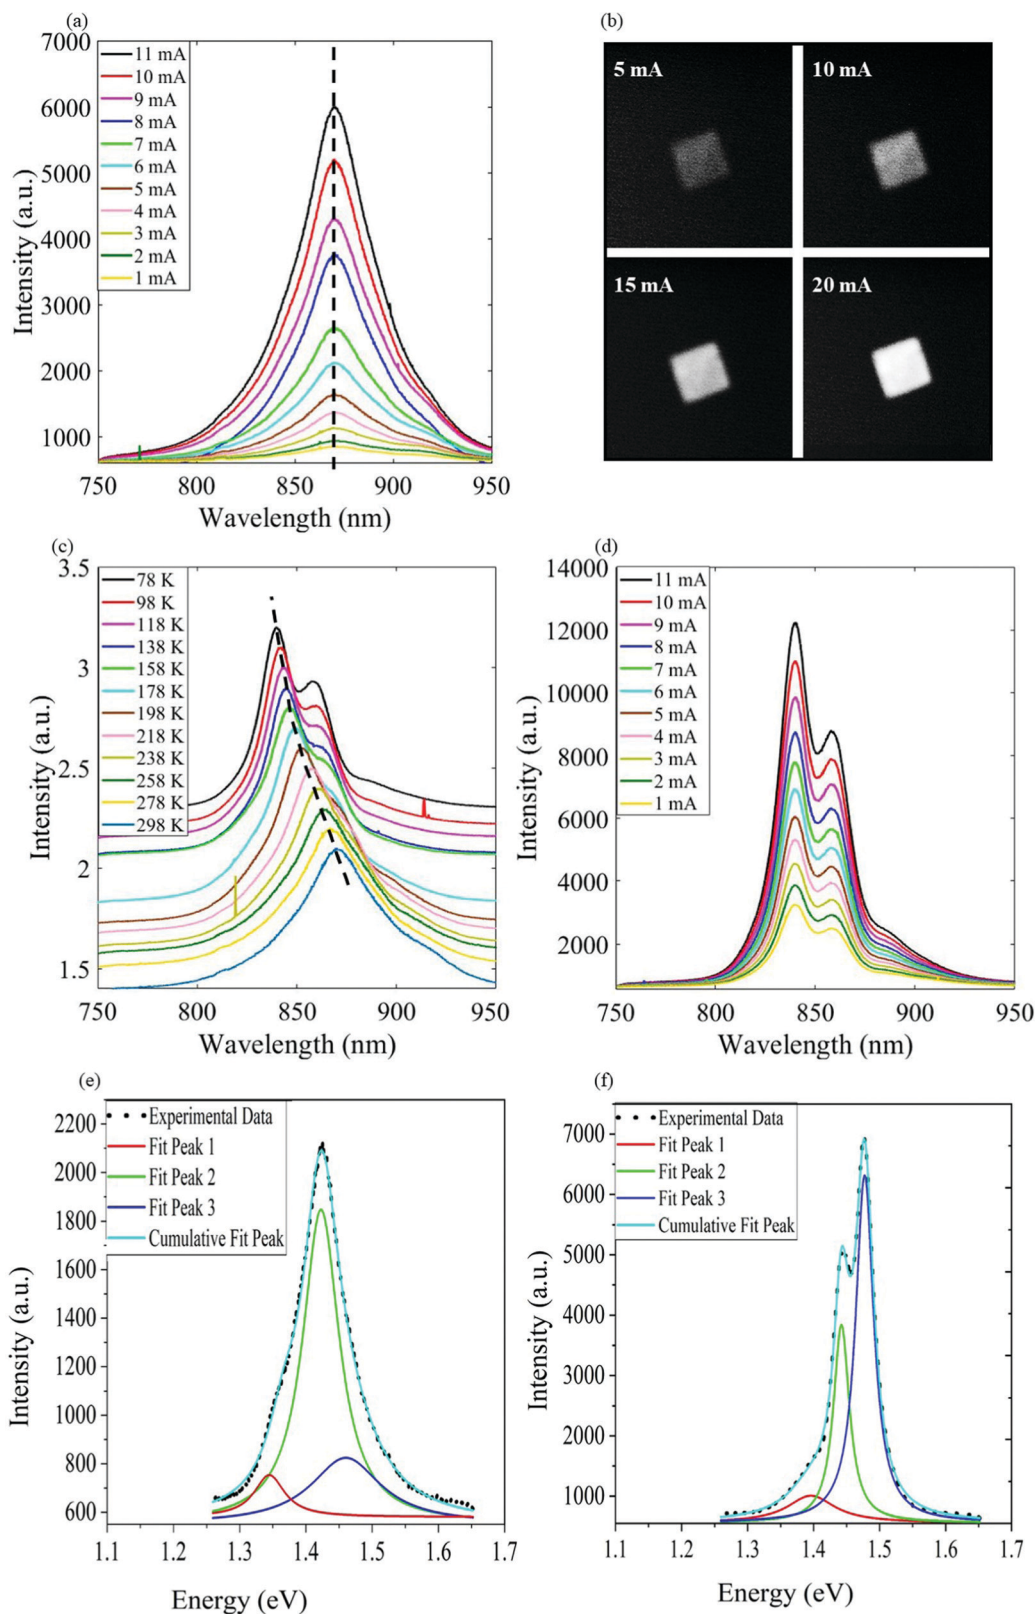 (a)
7000
6000
5000
4000
3000
2000
1000
Intensity (a.u.)
11 mA
10 mA
9 mA
8 mA
7 mA
6 mA
5 mA
4 mA
3 mA
2 mA
1 mA
750 800 850 900 950
Wavelength (nm)
(b)
5 mA
10 mA
15 mA
20 mA
(c)
3.5
3
2.5
2
1.5
Intensity (a.u.)
78 K
98 K
118 K
138 K
158 K
178 K
198 K
218 K
238 K
258 K
278 K
298 K
750 800 850 900 950
Wavelength (nm)
(d)
14000
12000
10000
8000
6000
4000
2000
Intensity (a.u.)
11 mA
10 mA
9 mA
8 mA
7 mA
6 mA
5 mA
4 mA
3 mA
2 mA
1 mA
750 800 850 900 950
Wavelength (nm)
(e)
2200
2000
1800
1600
1400
1200
1000
800
600
Intensity (a.u.)
Experimental Data
Fit Peak 1
Fit Peak 2
Fit Peak 3
Cumulative Fit Peak
1.1 1.2 1.3 1.4 1.5 1.6 1.7
Energy (eV)
(f)
7000
6000
5000
4000
3000
2000
1000
Intensity (a.u.)
Experimental Data
Fit Peak 1
Fit Peak 2
Fit Peak 3
Cumulative Fit Peak
1.1 1.2 1.3 1.4 1.5 1.6 1.7
Energy (eV)